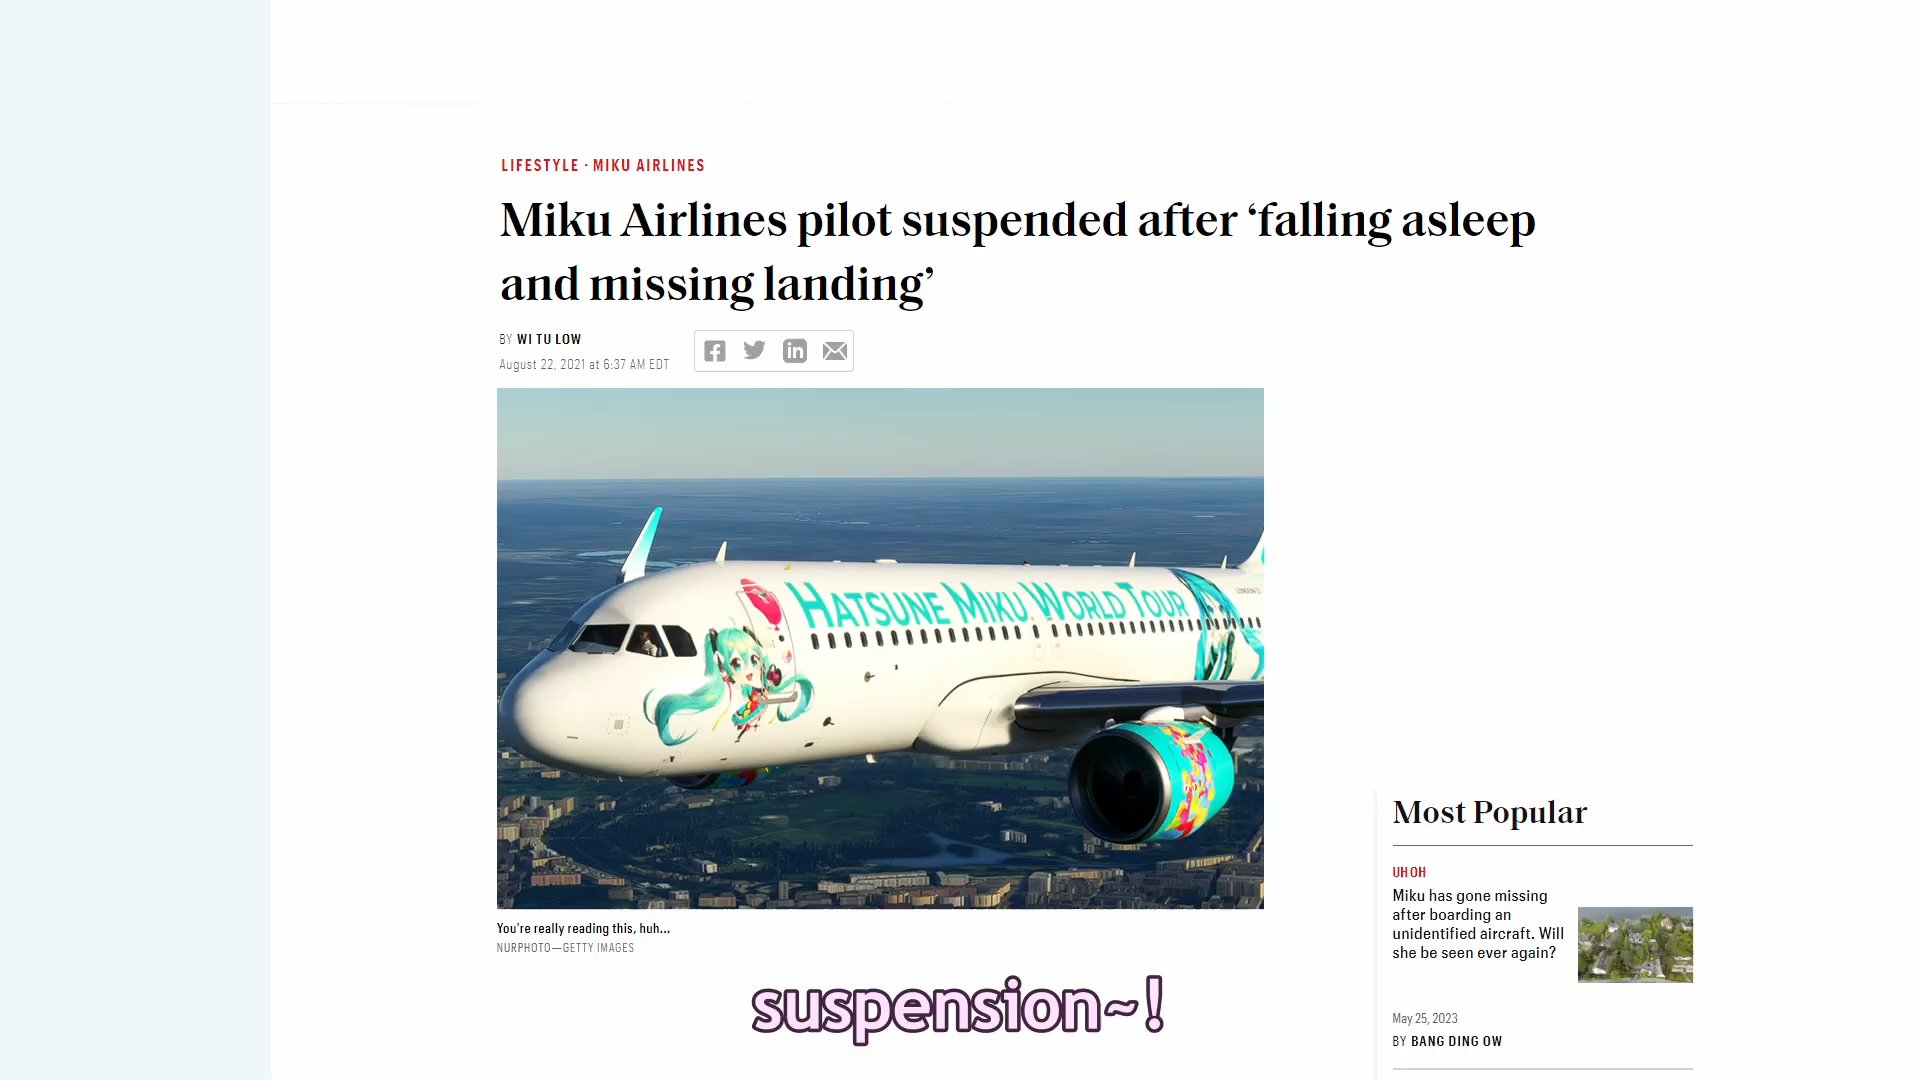 LIFESTYLE · MIKU AIRLINES
Miku Airlines pilot suspended after ‘falling asleep
and missing landing’
BY WI TU LOW
August 22, 2021 at 6:37 AM EDT
HATSUNE MIKU WORLD TOUR
Most Popular
UH OH
Miku has gone missing
after boarding an
unidentified aircraft. Will
she be seen ever again?
You're really reading this, huh...
NURPHOTO—GETTY IMAGES
suspension~!
May 25, 2023
BY BANG DING OW